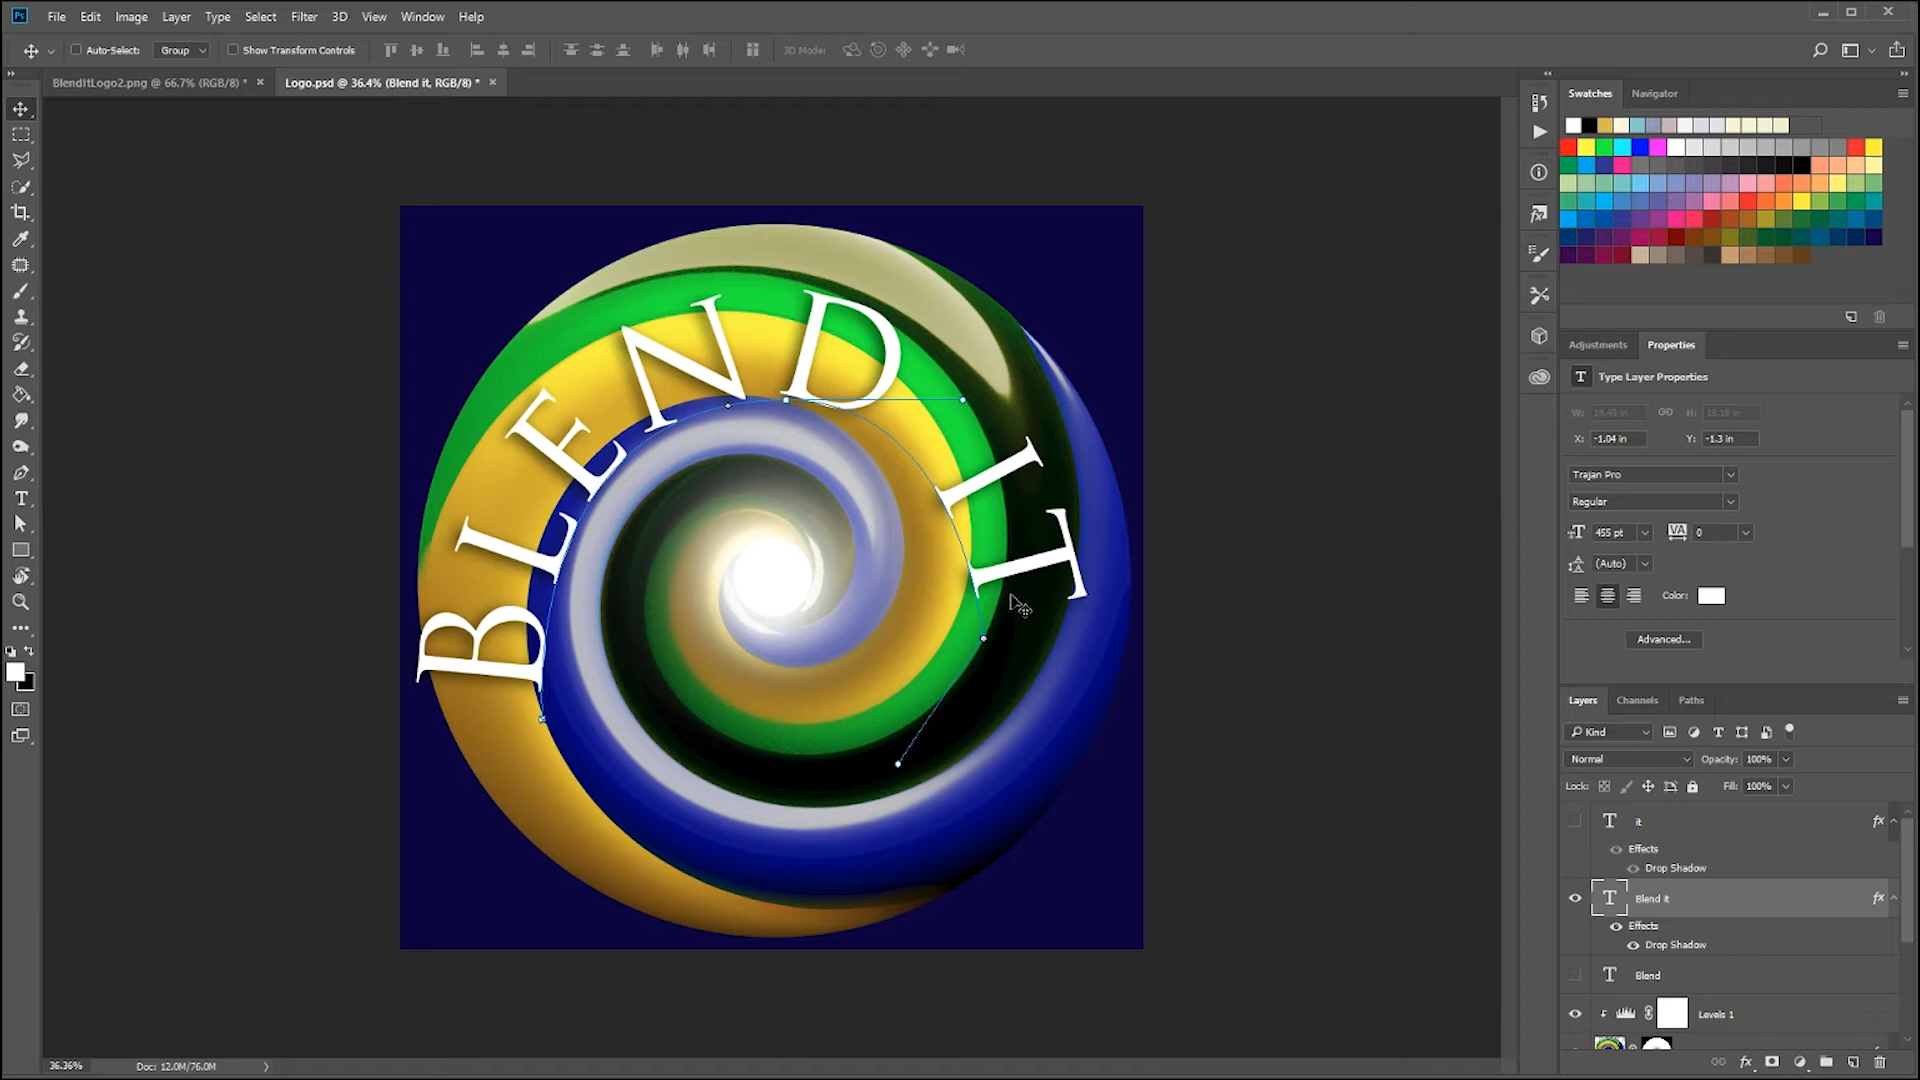 Ps File Edit Image Layer Type Select Filter 3D View Window Help
Auto-Select: Group Show Transform Controls 3D Mode:
BlendItLogo2.png @ 66.7% (RGB/8) * × Logo.psd @ 36.4% (Blend it, RGB/8) * ×
Swatches Navigator
BLEND IT
Adjustments Properties
T Type Layer Properties
W: 19.49 in H: 18.18 in
X: -1.04 in Y: -1.3 in
Trajan Pro
Regular
455 pt VA 0
(Auto)
Color:
Advanced...
Layers Channels Paths
Kind
Normal Opacity: 100%
Lock: Fill: 100%
T it fx
Effects
Drop Shadow
T Blend it fx
Effects
Drop Shadow
T Blend
Levels 1
36.36% Doc: 12.0M/76.0M